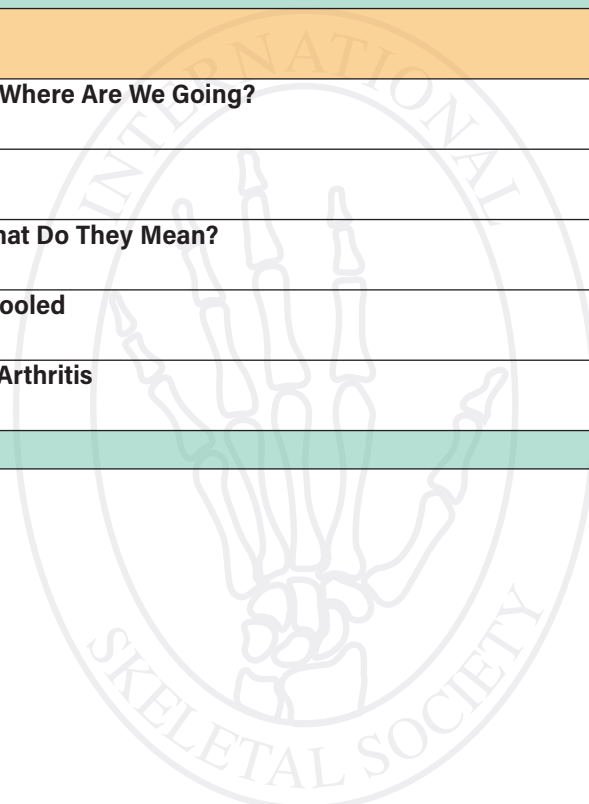 INTERNATIONAL
Where Are We Going?
hat Do They Mean?
ooled
Arthritis
SKELETAL SOCIETY